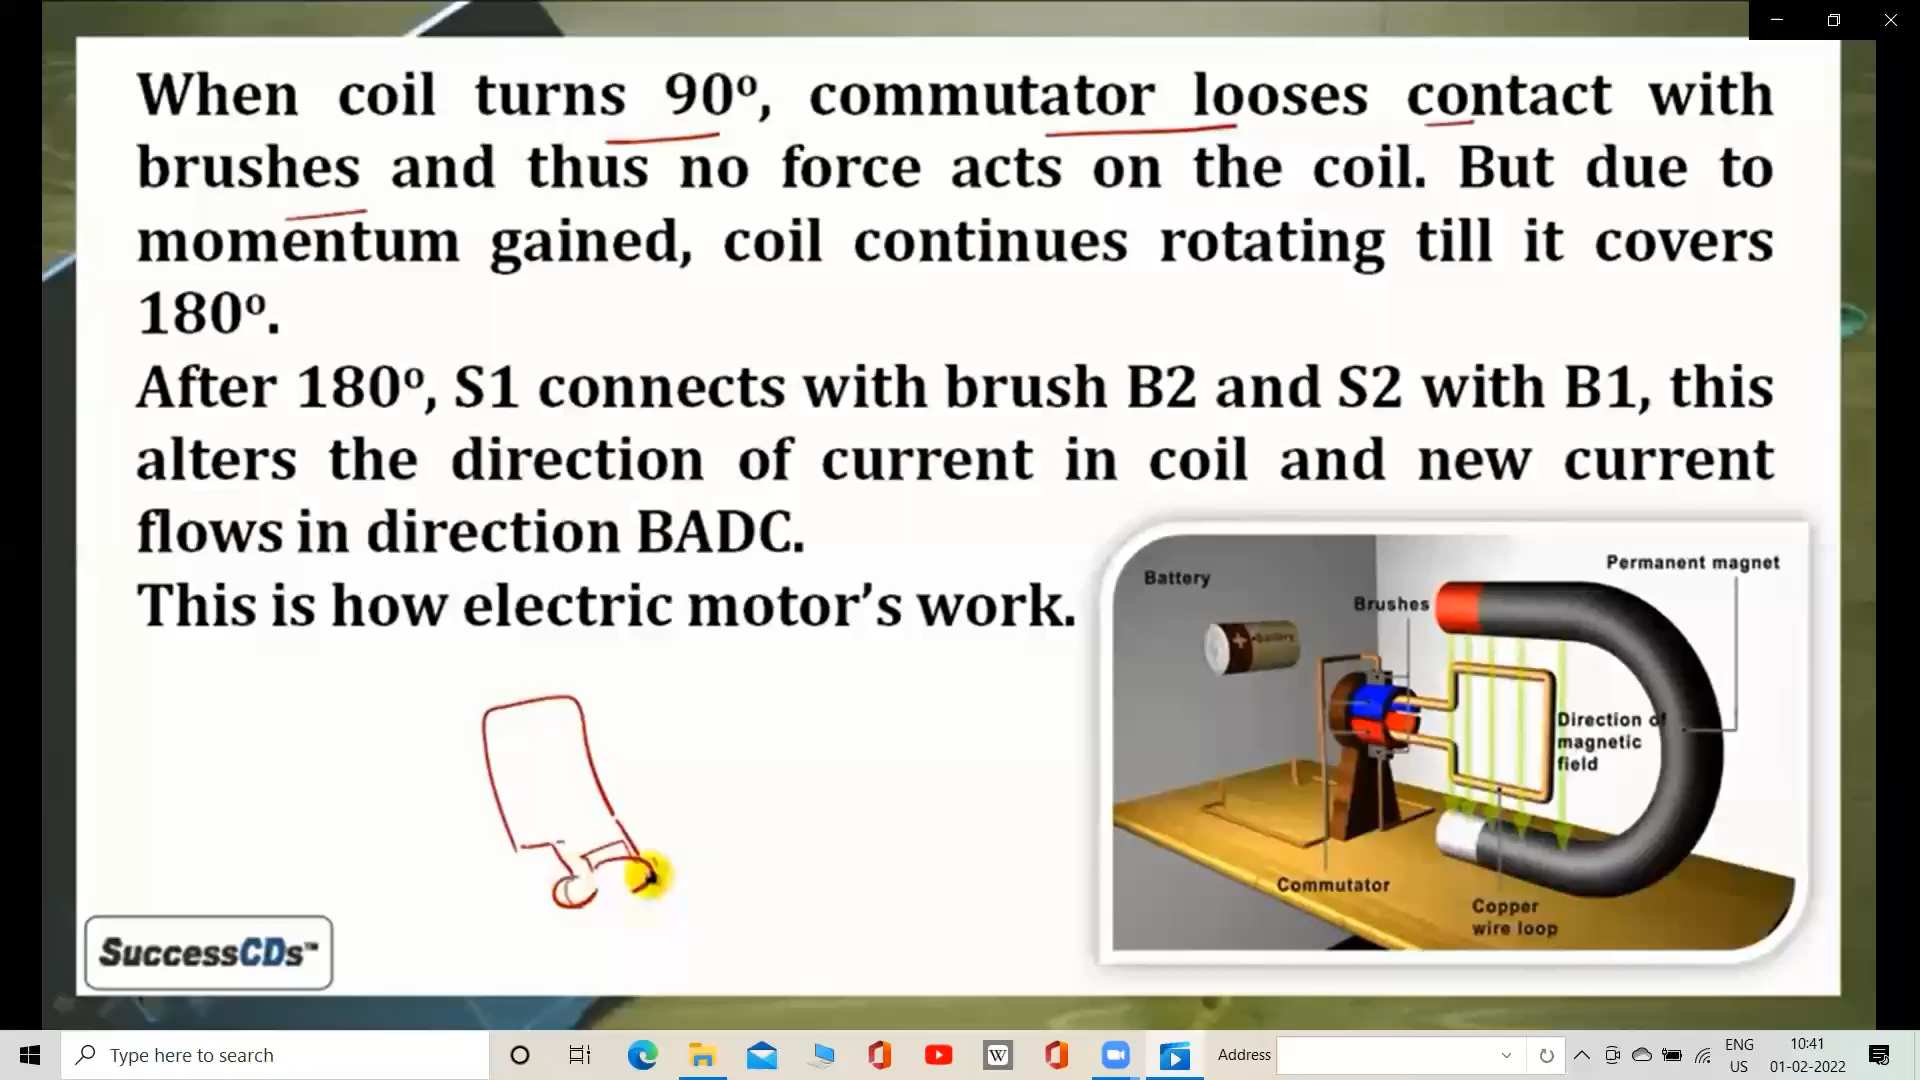 When coil turns 90°, commutator looses contact with
brushes and thus no force acts on the coil. But due to
momentum gained, coil continues rotating till it covers
180°.
After 180°, S1 connects with brush B2 and S2 with B1, this
alters the direction of current in coil and new current
flows in direction BADC.
This is how electric motor’s work.
Battery
Permanent magnet
Brushes
+ Battery
Direction of
magnetic
field
Commutator
Copper
wire loop
SuccessCDs™
Type here to search
W
Address
ENG
US
10:41
01-02-2022